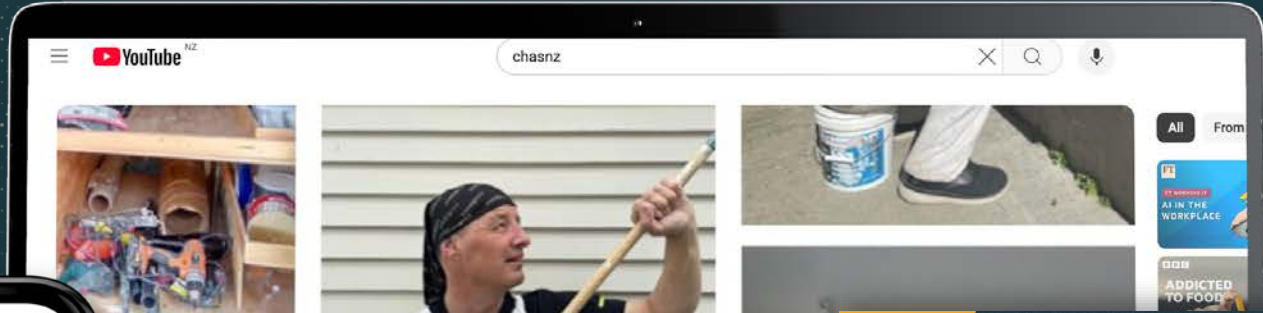 YouTube NZ
chasnz
All From
FT
AI IN THE
WORKPLACE
BBC
ADDICTED
TO FOOD